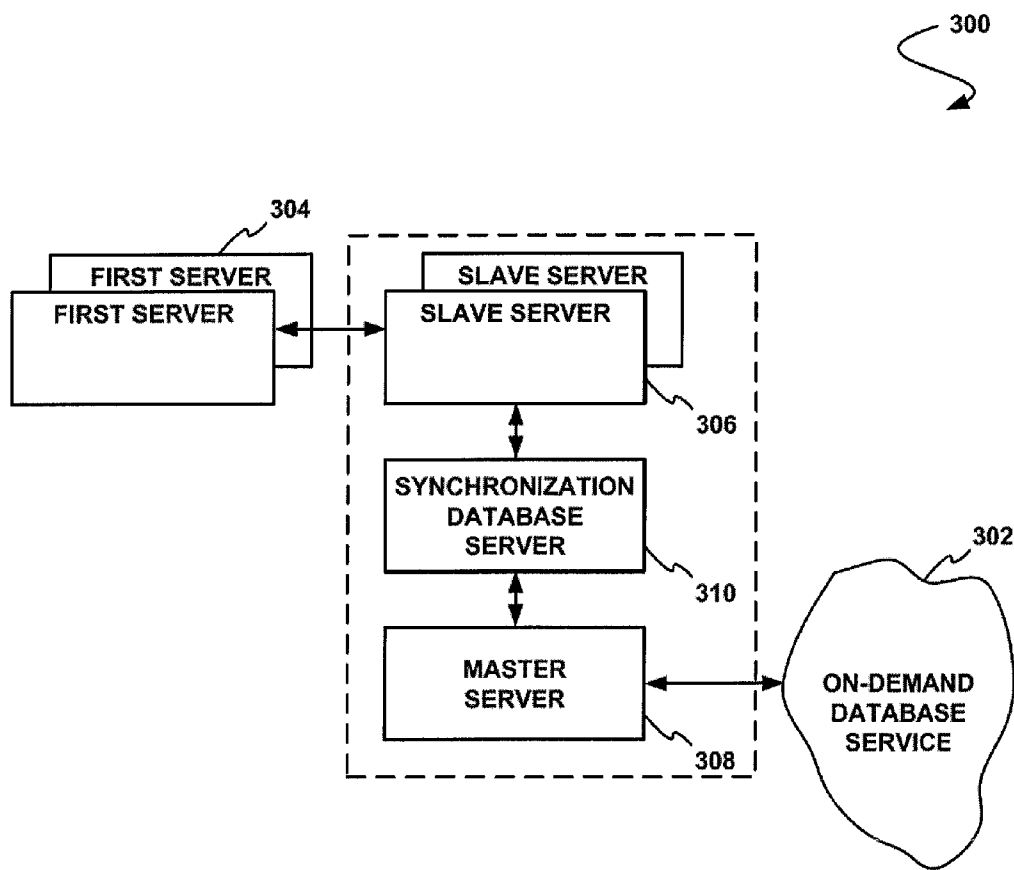 300
304
FIRST SERVER
FIRST SERVER
SLAVE SERVER
SLAVE SERVER
306
SYNCHRONIZATION
DATABASE
SERVER
310
302
MASTER
SERVER
308
ON-DEMAND
DATABASE
SERVICE